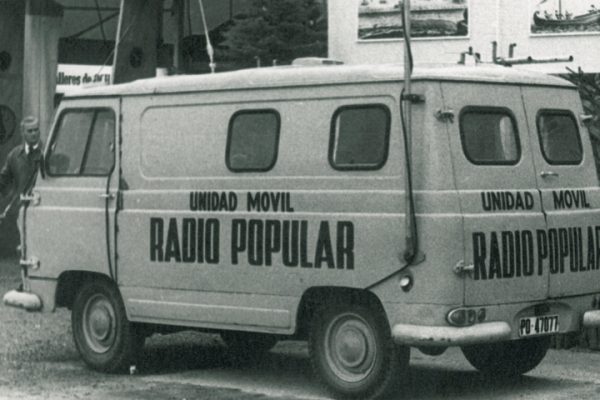 UNIDAD MOVIL
RADIO POPULAR
UNIDAD MOVIL
RADIO POPULAR
PO-47077